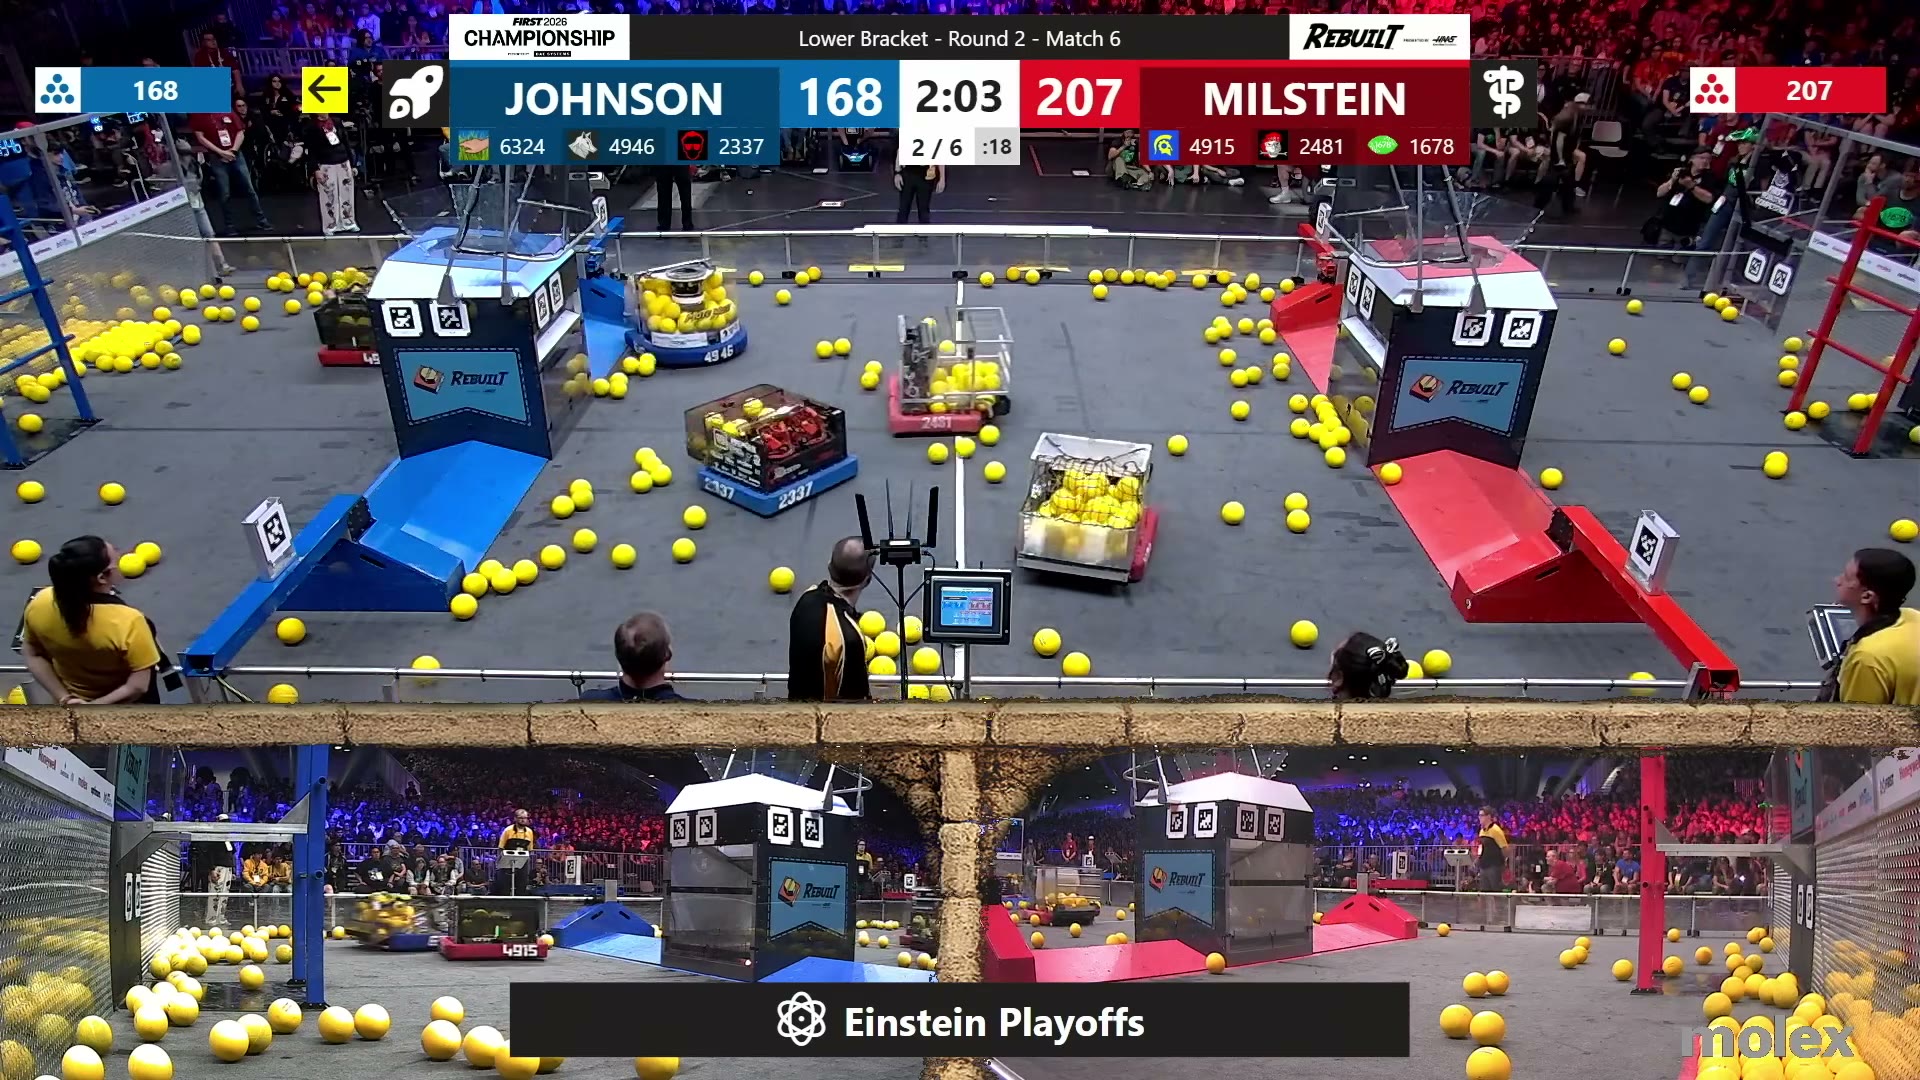 FIRST 2026
CHAMPIONSHIP
Lower Bracket - Round 2 - Match 6
REBUILT
168
JOHNSON
168
2:03
207
MILSTEIN
207
6324
4946
2337
2 / 6
:18
4915
2481
1678
REBUILT
REBUILT
4946
2481
2337
2337
4915
REBUILT
REBUILT
Einstein Playoffs
molex